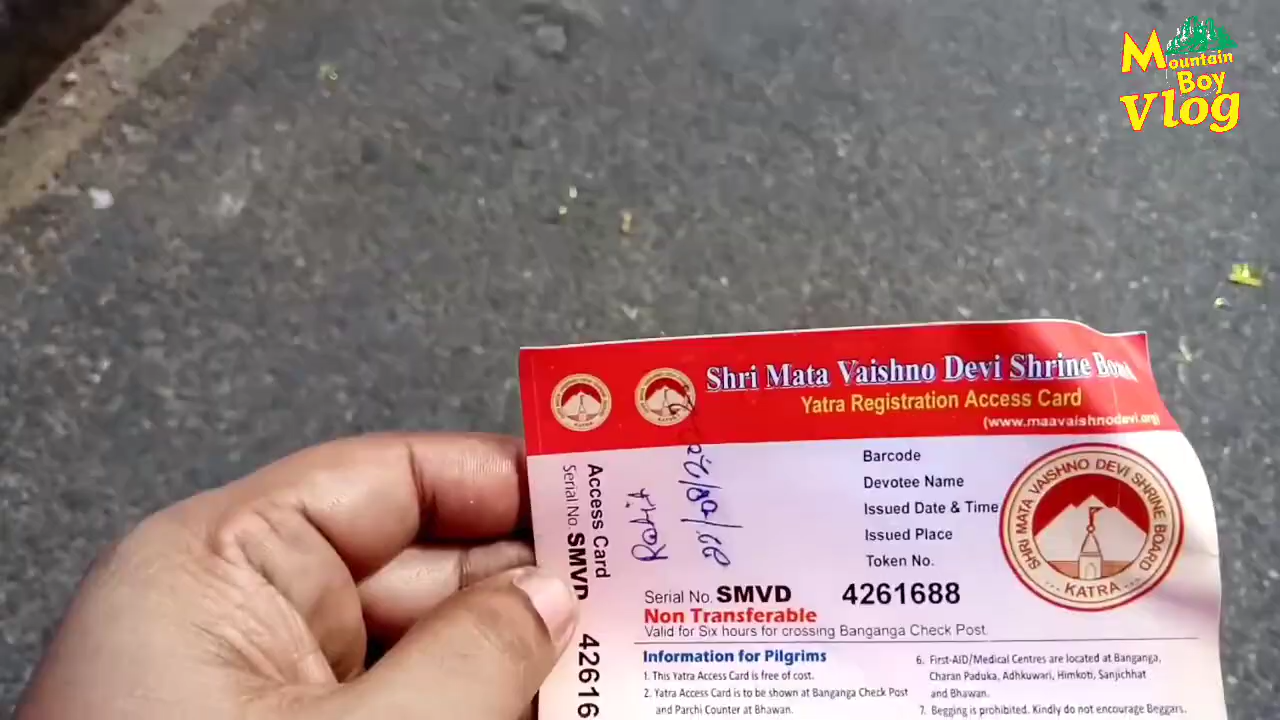 Mountain
Boy
Vlog
Shri Mata Vaishno Devi Shrine
Yatra Registration Access Card
(www.maavaishnodevi.org)
Access Card
Serial No. SMVD 42616
Barcode
Devotee Name
Issued Date & Time
Issued Place
Token No.
SHRI MATA VAISHNO DEVI SHRINE BOARD
KATRA
Serial No. SMVD 4261688
Non Transferable
Valid for Six hours for crossing Banganga Check Post
Information for Pilgrims
1. This Yatra Access Card is free of cost.
2. Yatra Access Card is to be shown at Banganga Check Post
and Parchi Counter at Bhawan.
6. First-AID/Medical Centres are located at Banganga,
Charan Paduka, Adhkuwari, Himkoti, Sanjichhat
and Bhawan.
7. Begging is prohibited. Kindly do not encourage Beggars.